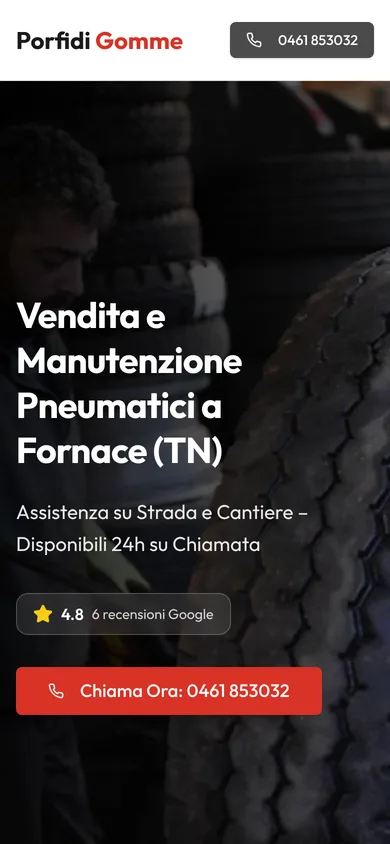 Porfidi Gomme
0461 853032
Vendita e
Manutenzione
Pneumatici a
Fornace (TN)
Assistenza su Strada e Cantiere –
Disponibili 24h su Chiamata
4.8 6 recensioni Google
Chiama Ora: 0461 853032